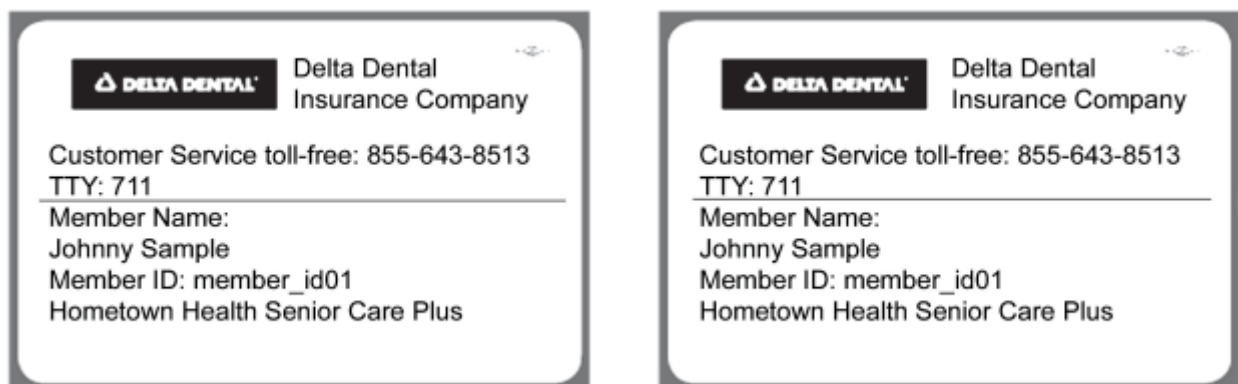 DELTA DENTAL
Delta Dental
Insurance Company
Customer Service toll-free: 855-643-8513
TTY: 711
Member Name:
Johnny Sample
Member ID: member_id01
Hometown Health Senior Care Plus
DELTA DENTAL
Delta Dental
Insurance Company
Customer Service toll-free: 855-643-8513
TTY: 711
Member Name:
Johnny Sample
Member ID: member_id01
Hometown Health Senior Care Plus